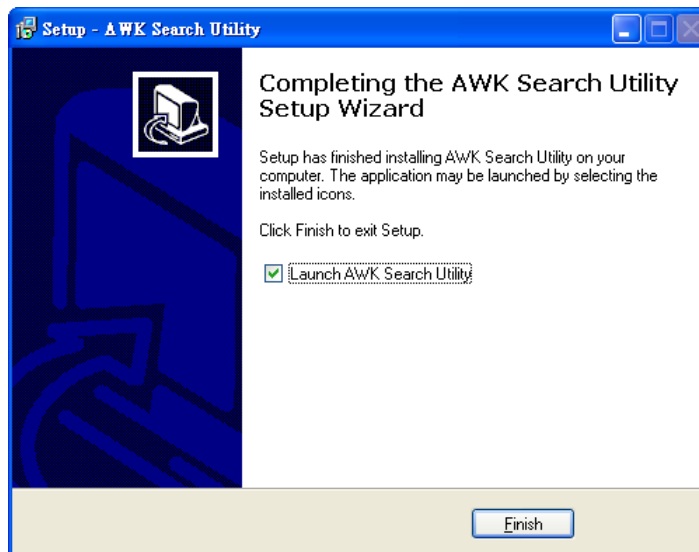 Setup - AWK Search Utility
Completing the AWK Search Utility
Setup Wizard
Setup has finished installing AWK Search Utility on your
computer. The application may be launched by selecting the
installed icons.
Click Finish to exit Setup.
Launch AWK Search Utility
Finish